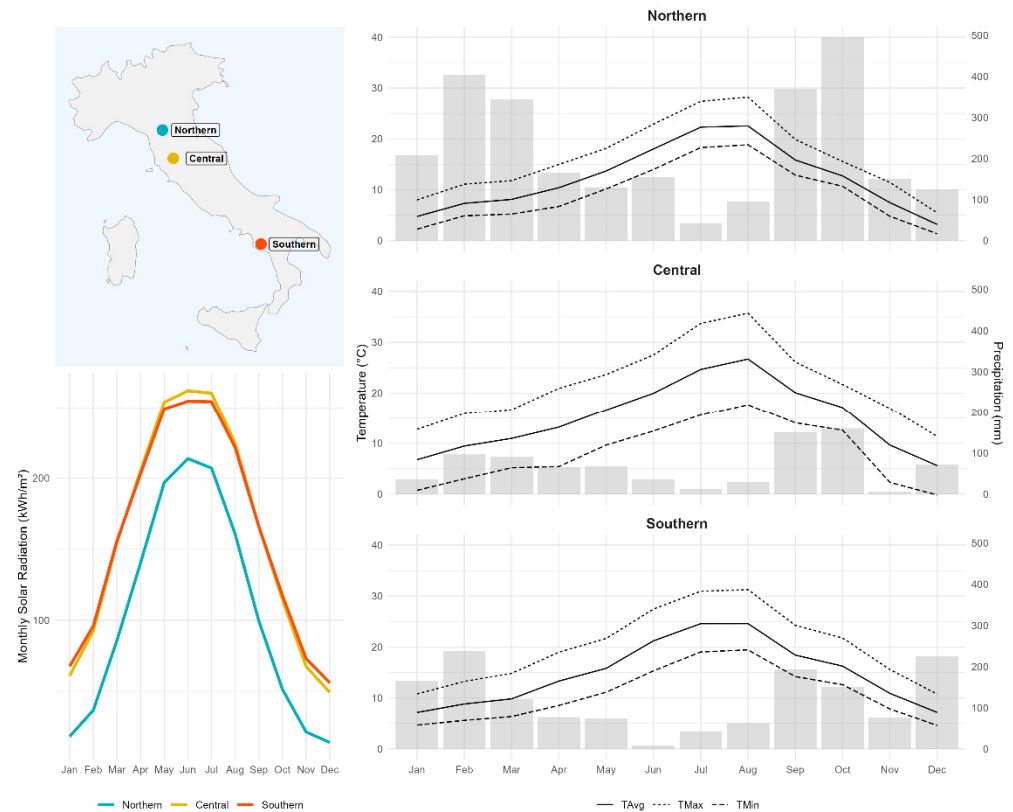 Northern
Central
Southern
Monthly Solar Radiation (kWh/m²)
200
100
Jan Feb Mar Apr May Jun Jul Aug Sep Oct Nov Dec
Northern Central Southern
Northern
40
30
20
10
0
500
400
300
200
100
0
Central
Temperature (°C)
40
30
20
10
0
500
400
300
200
100
0
Precipitation (mm)
Southern
40
30
20
10
0
500
400
300
200
100
0
Jan Feb Mar Apr May Jun Jul Aug Sep Oct Nov Dec
TAvg TMax TMin